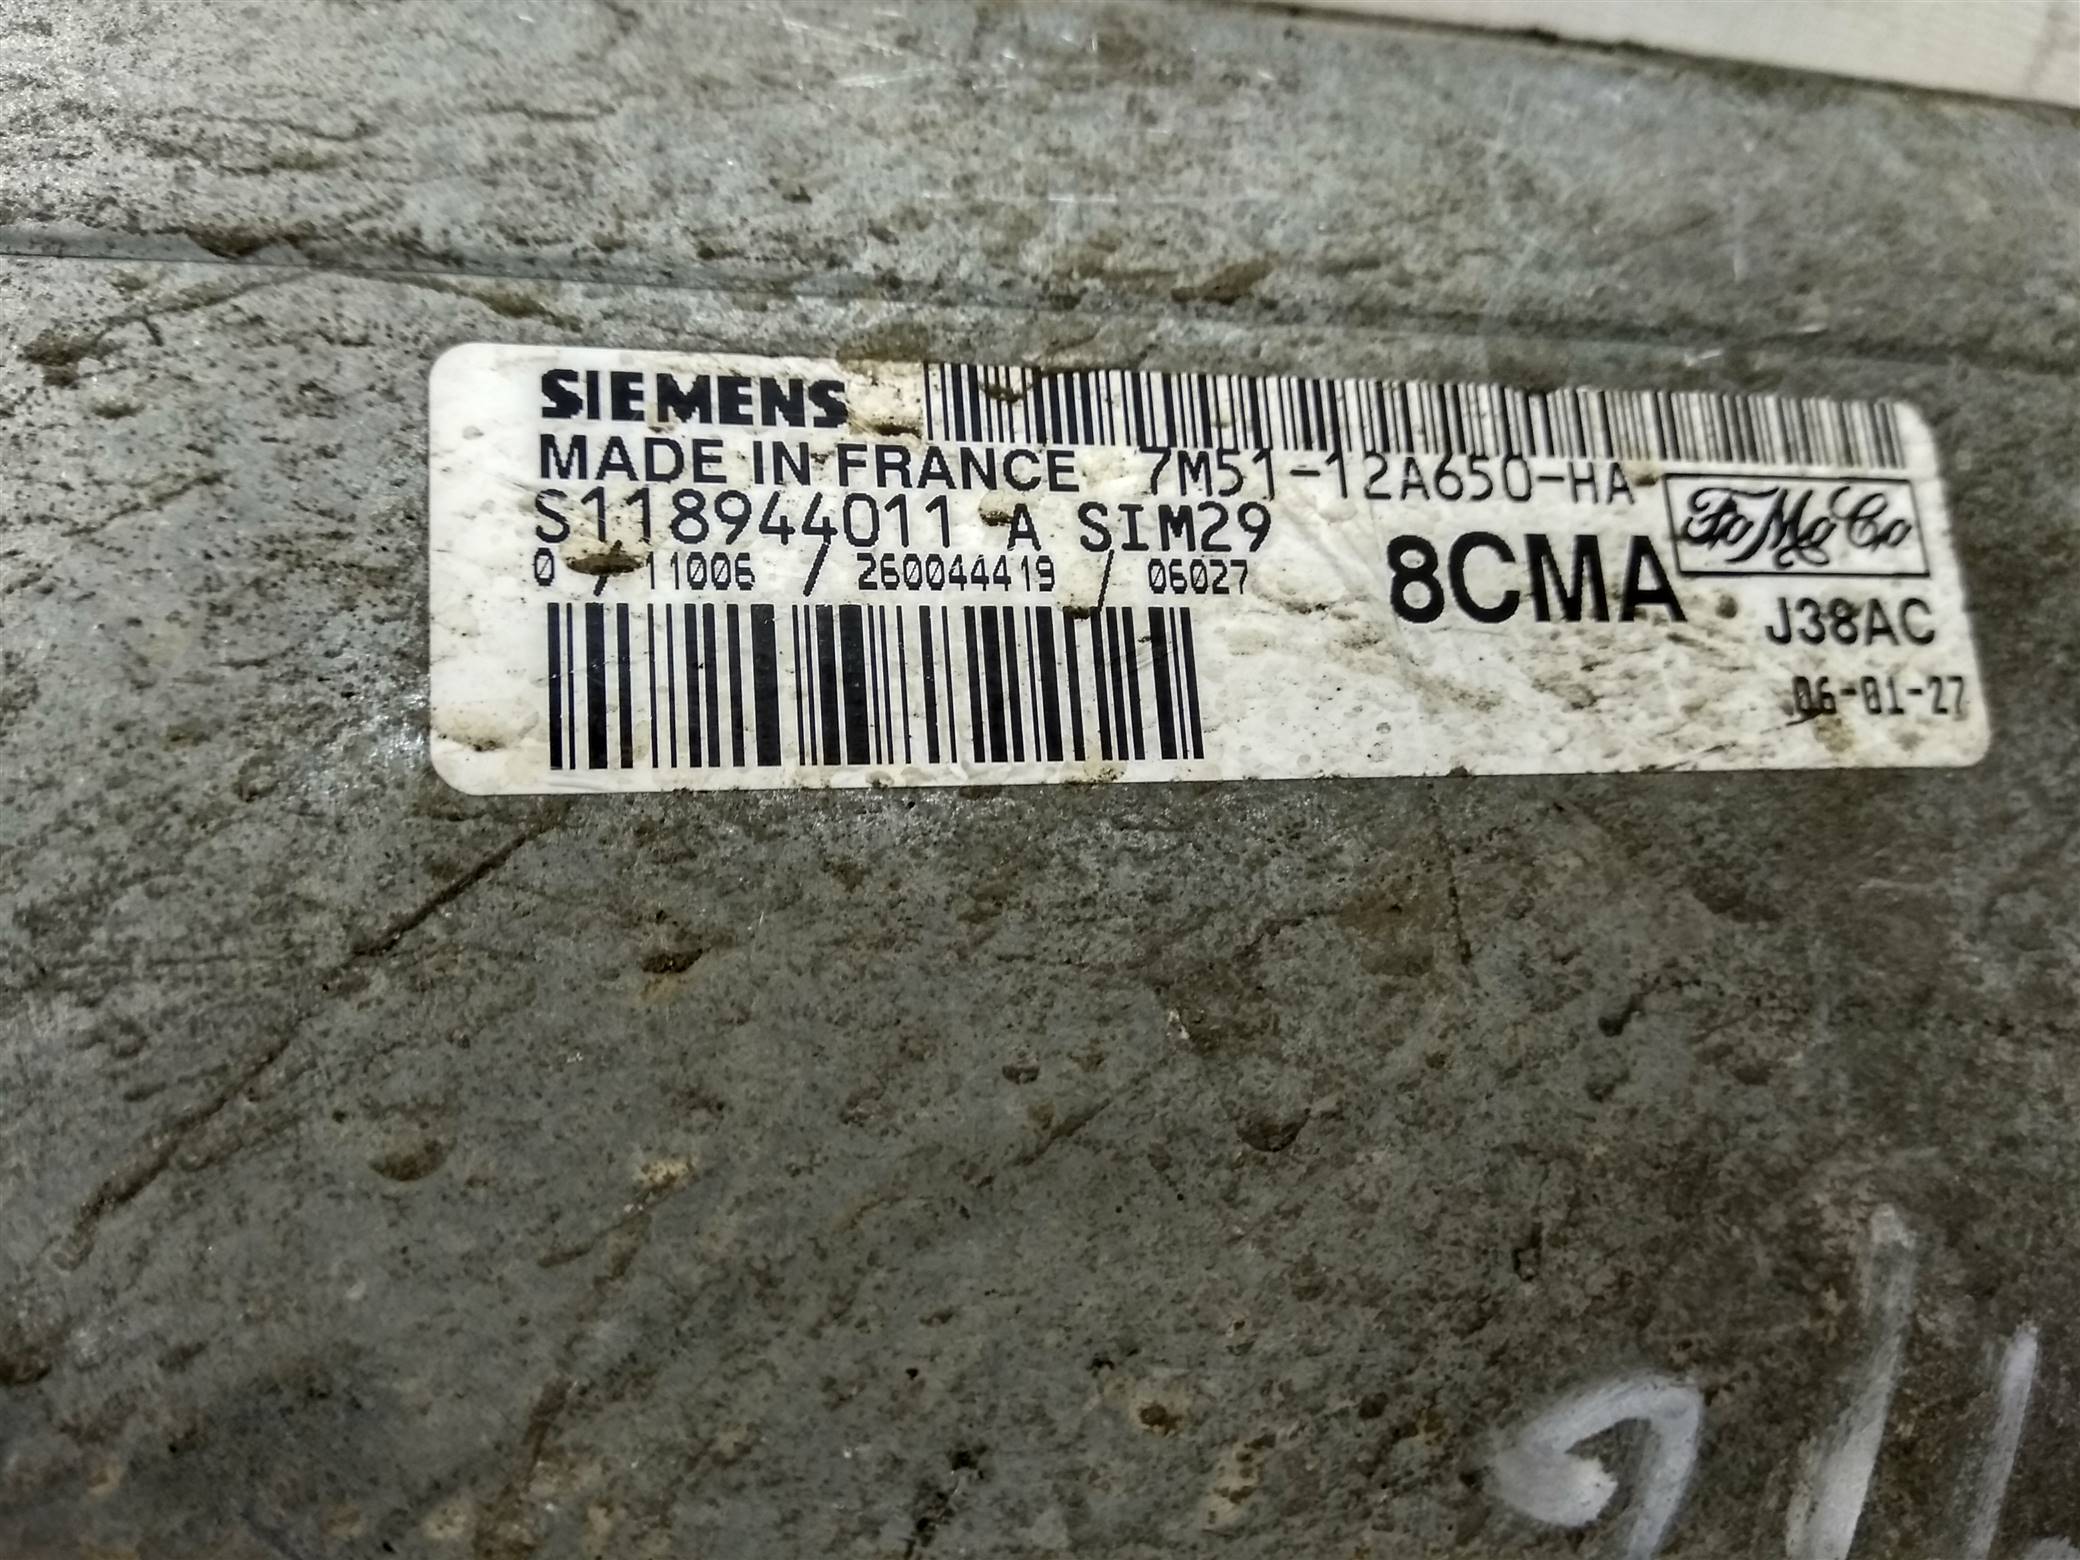 SIEMENS
MADE IN FRANCE 7M51-12A650-HA
S118944011 A SIM29
FoMoCo
0 / 11006 / 260044419 / 06027
8CMA
J38AC
06-01-27